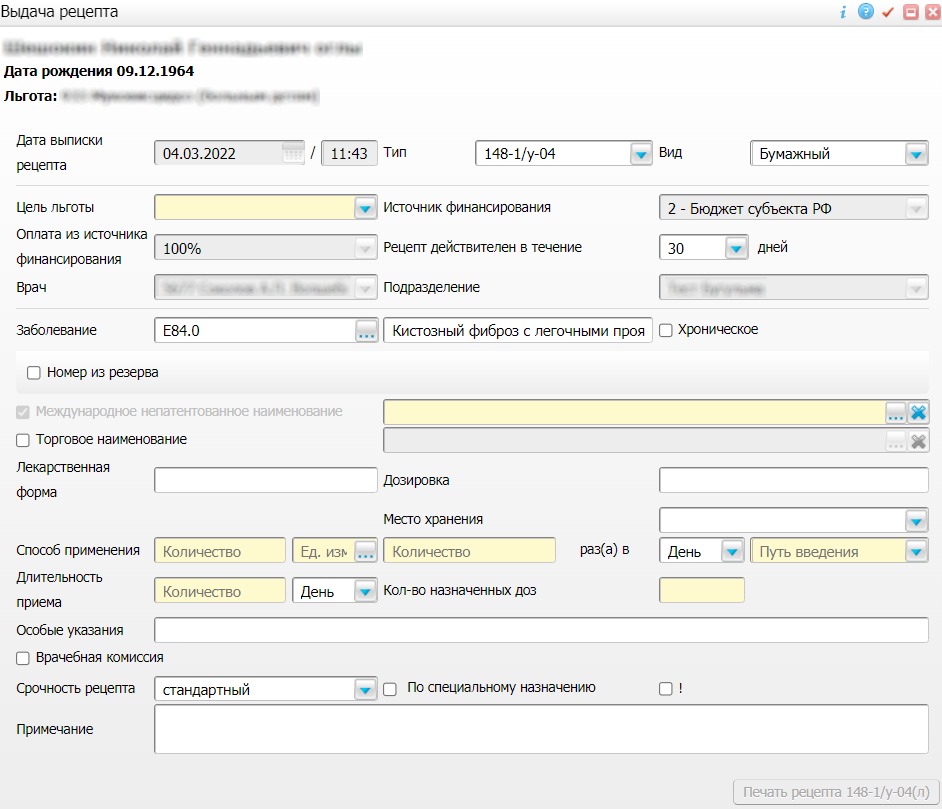 Выдача рецепта
Дата рождения 09.12.1964
Льгота:
Дата выписки рецепта 04.03.2022 / 11:43 Тип 148-1/у-04 Вид Бумажный
Цель льготы Источник финансирования 2 - Бюджет субъекта РФ
Оплата из источника финансирования 100% Рецепт действителен в течение 30 дней
Врач Подразделение
Заболевание E84.0 ... Кистозный фиброз с легочными проя Хроническое
Номер из резерва
Международное непатентованное наименование ...
Торговое наименование ...
Лекарственная форма Дозировка
Место хранения
Способ применения Количество Ед. изм ... Количество раз(а) в День Путь введения
Длительность приема Количество День Кол-во назначенных доз
Особые указания
Врачебная комиссия
Срочность рецепта стандартный По специальному назначению !
Примечание
Печать рецепта 148-1/у-04(л)